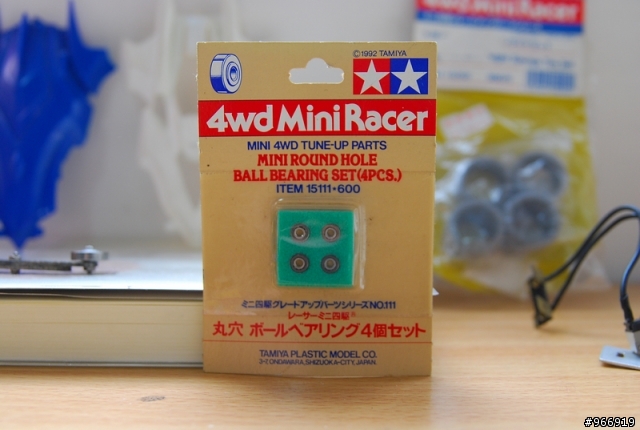 ©1992 TAMIYA
4wd Mini Racer
MINI 4WD TUNE-UP PARTS
MINI ROUND HOLE
BALL BEARING SET(4PCS.)
ITEM 15111•600
ミニ四駆グレードアップパーツシリーズNO.111
レーサーミニ四駆®
丸穴 ボールベアリング4個セット
TAMIYA PLASTIC MODEL CO.
3-7, ONDAWARA, SHIZUOKA-CITY, JAPAN.
4wd Mini Racer
#966919